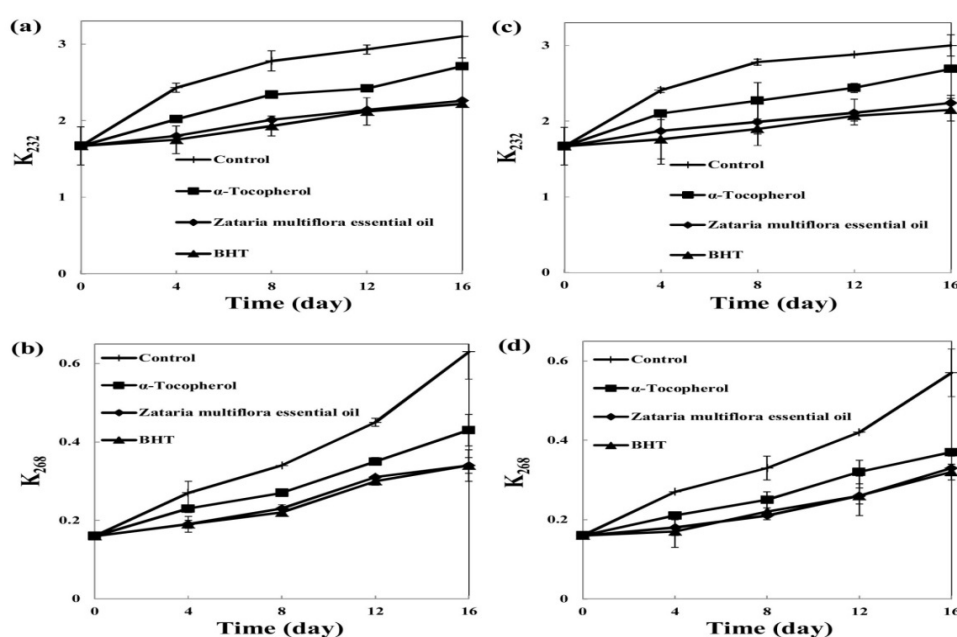 (a)
3
2
1
0
K232
Control
α-Tocopherol
Zataria multiflora essential oil
BHT
0 4 8 12 16
Time (day)
(c)
3
2
1
0
K232
Control
α-Tocopherol
Zataria multiflora essential oil
BHT
0 4 8 12 16
Time (day)
(b)
0.6
0.4
0.2
0
K268
Control
α-Tocopherol
Zataria multiflora essential oil
BHT
0 4 8 12 16
Time (day)
(d)
0.6
0.4
0.2
0
K268
Control
α-Tocopherol
Zataria multiflora essential oil
BHT
0 4 8 12 16
Time (day)